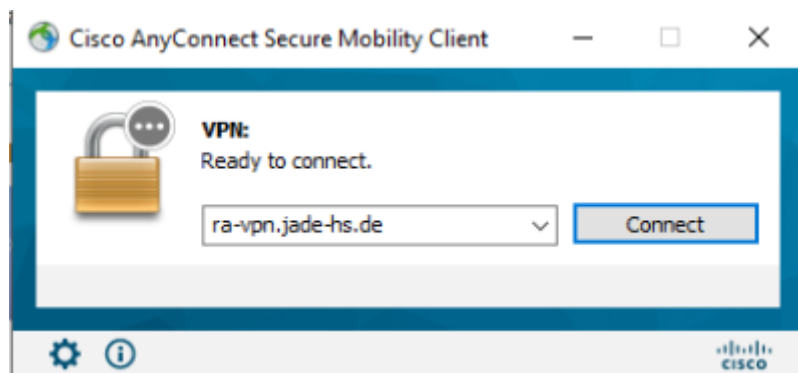 Cisco AnyConnect Secure Mobility Client
VPN:
Ready to connect.
ra-vpn.jade-hs.de
Connect
cisco